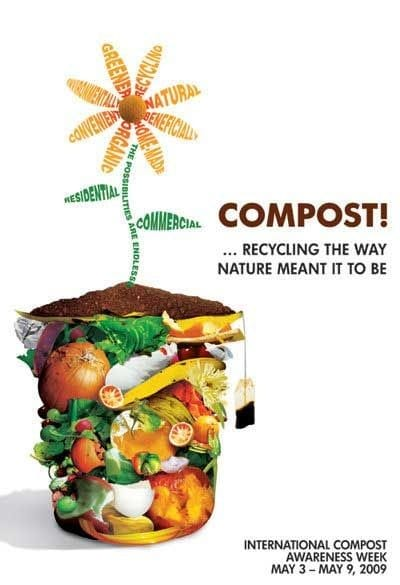 GREENER
RECYCLING
ENVIRONMENTALLY
NATURAL
CONVENIENT
BENEFICIALLY
ORGANIC
HOME-MADE
THE POSSIBILITIES ARE ENDLESS
RESIDENTIAL
COMMERCIAL
COMPOST!
... RECYCLING THE WAY
NATURE MEANT IT TO BE
INTERNATIONAL COMPOST
AWARENESS WEEK
MAY 3 – MAY 9, 2009